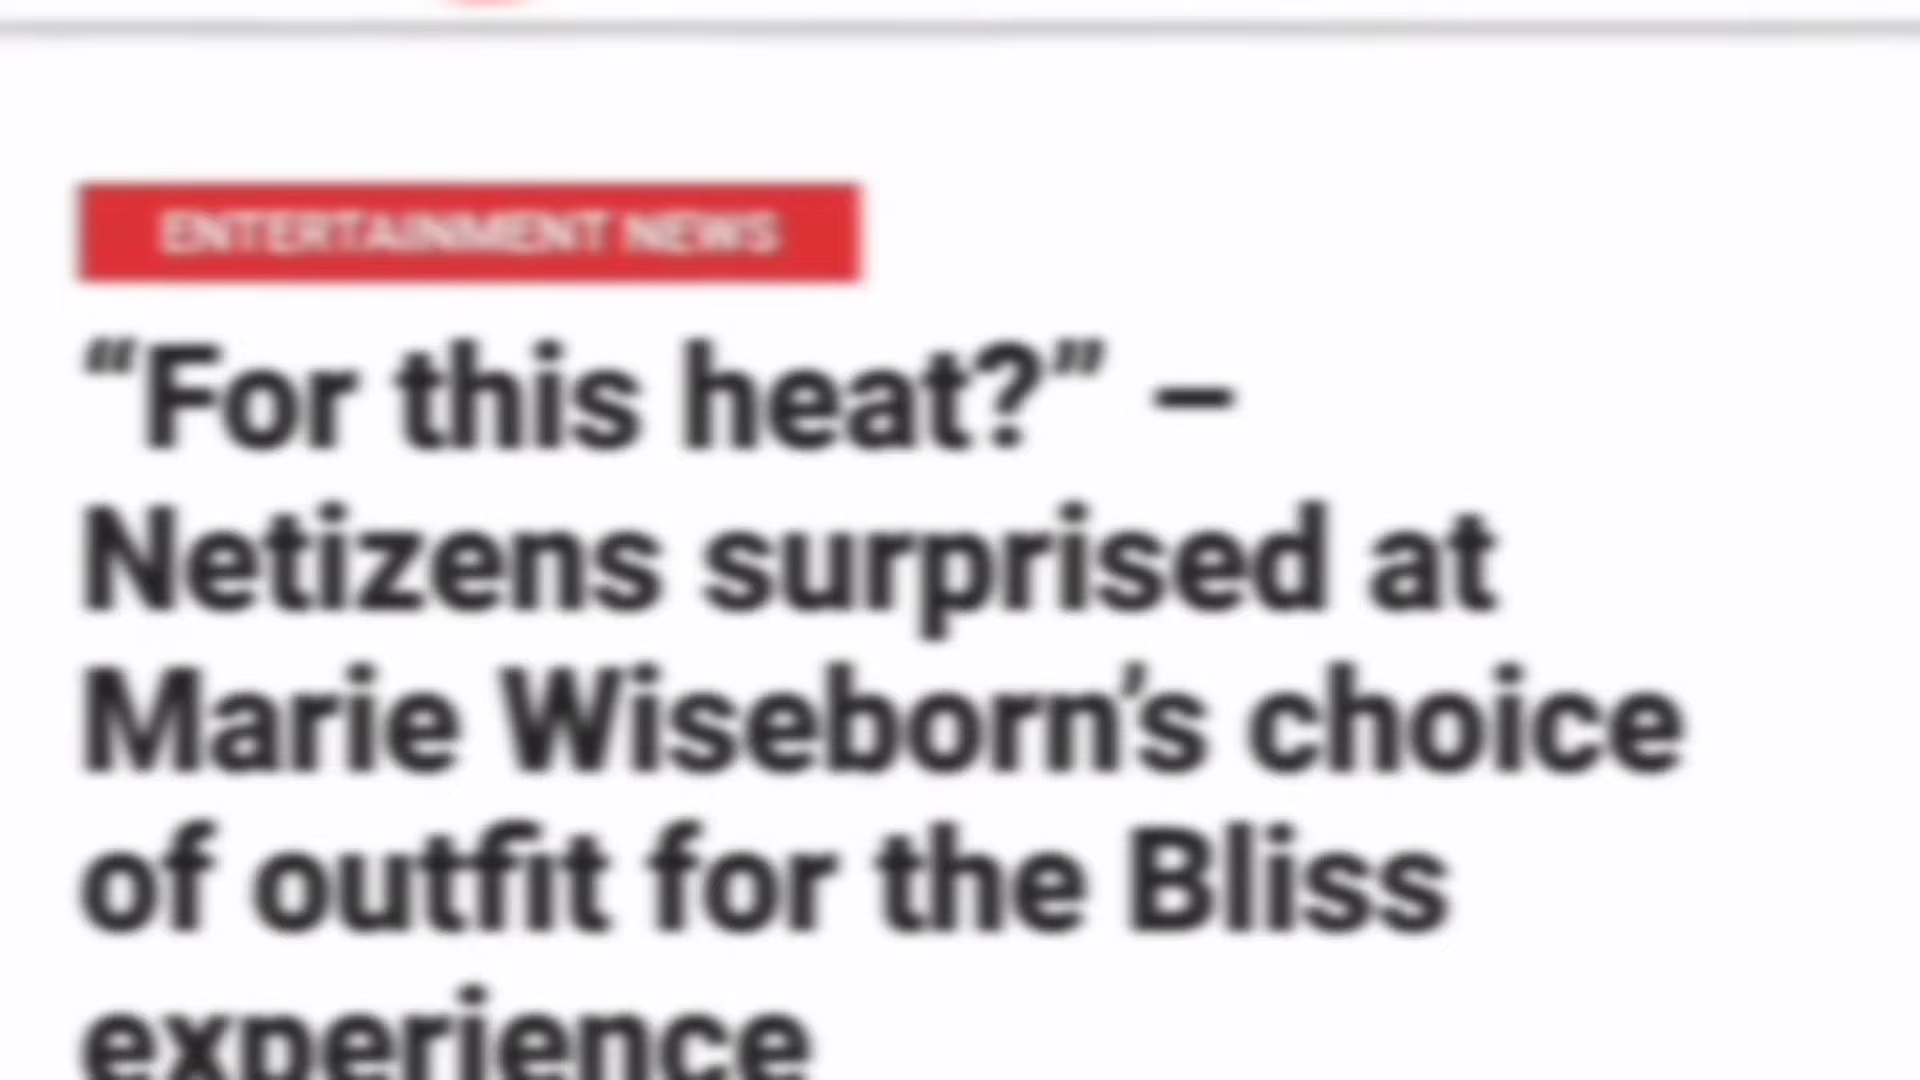 ENTERTAINMENT NEWS
“For this heat?” –
Netizens surprised at
Marie Wiseborn’s choice
of outfit for the Bliss
experience